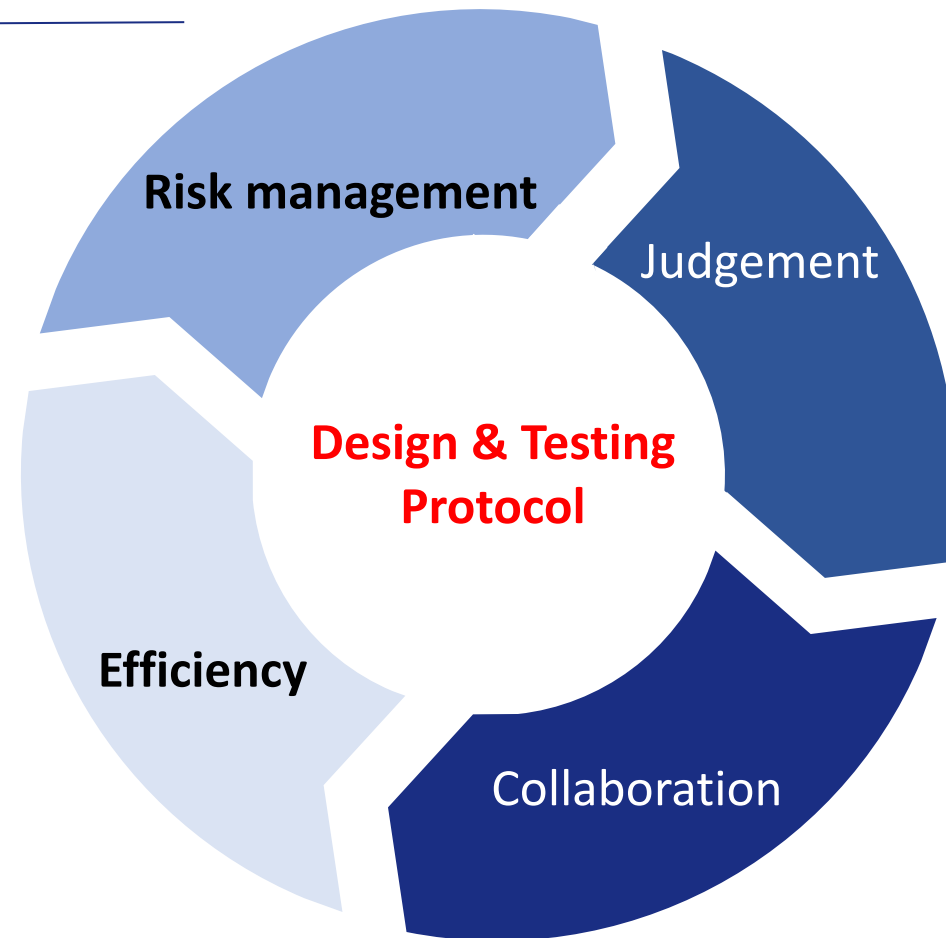 Risk management
Judgement
Design & Testing
Protocol
Efficiency
Collaboration